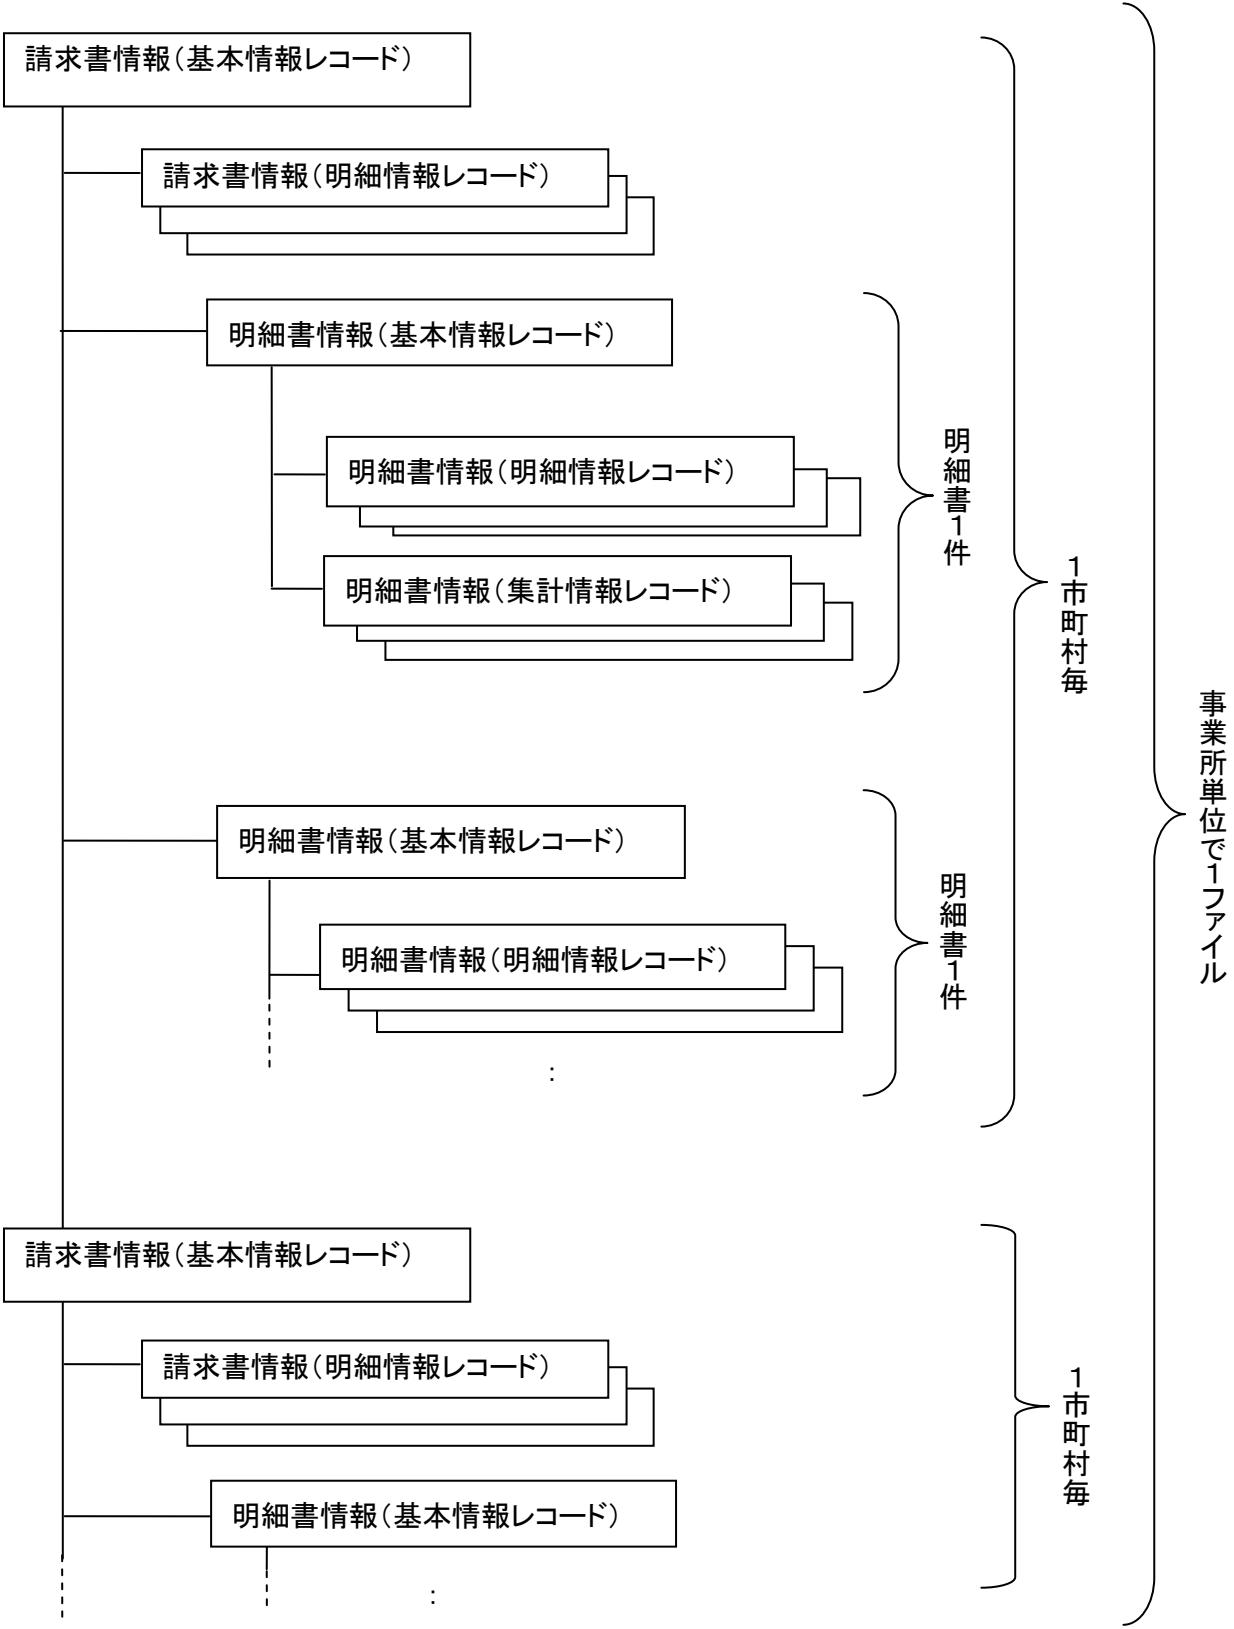 請求書情報（基本情報レコード）
請求書情報（明細情報レコード）
明細書情報（基本情報レコード）
明細書情報（明細情報レコード）
明細書情報（集計情報レコード）
明細書１件
明細書情報（基本情報レコード）
明細書情報（明細情報レコード）
：
明細書１件
１市町村毎
請求書情報（基本情報レコード）
請求書情報（明細情報レコード）
明細書情報（基本情報レコード）
：
１市町村毎
事業所単位で１ファイル